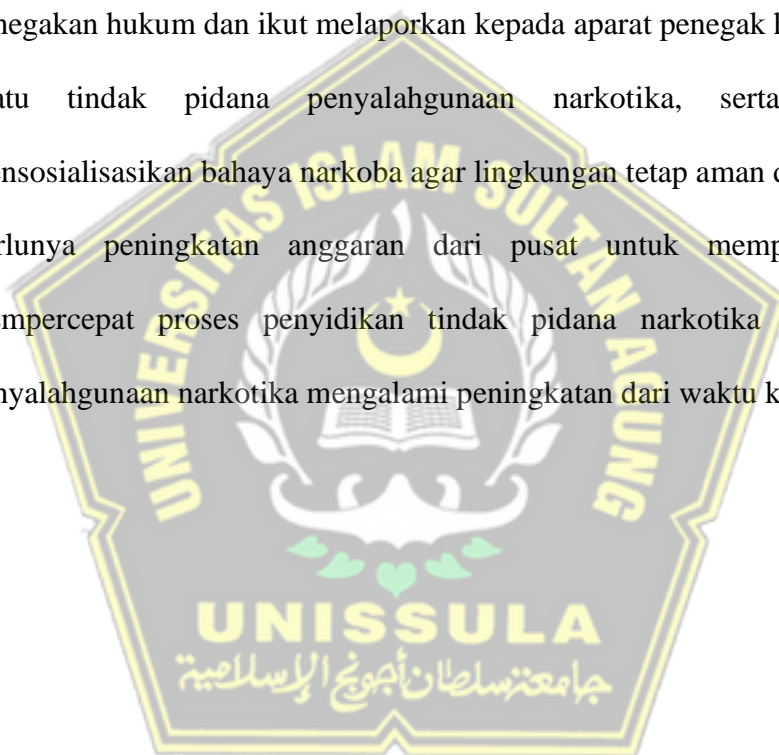 negakan hukum dan ikut melaporkan kepada aparat penegak
tindak pidana penyalahgunaan narkotika, serta
nsosialisasikan bahaya narkoba agar lingkungan tetap aman
rlunya peningkatan anggaran dari pusat untuk memp
mpercepat proses penyidikan tindak pidana narkotika
nyalahgunaan narkotika mengalami peningkatan dari waktu k
UNIVERSITAS ISLAM SULTAN AGUNG
UNISSULA
جامعة سلطان أجونج الإسلامية